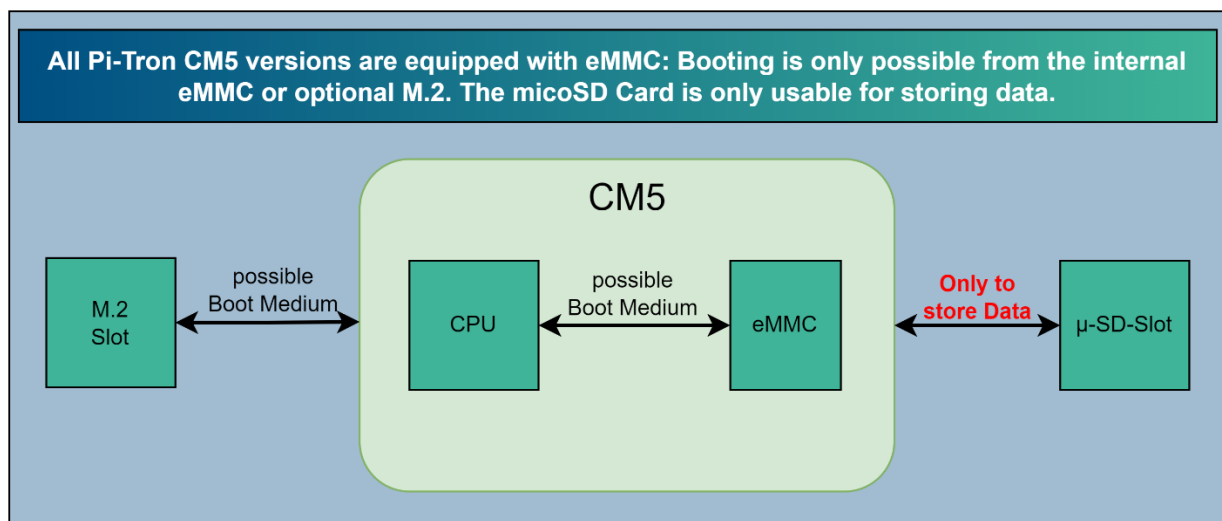 All Pi-Tron CM5 versions are equipped with eMMC: Booting is only possible from the internal
eMMC or optional M.2. The micoSD Card is only usable for storing data.
CM5
M.2
Slot
possible
Boot Medium
CPU
possible
Boot Medium
eMMC
Only to
store Data
µ-SD-Slot